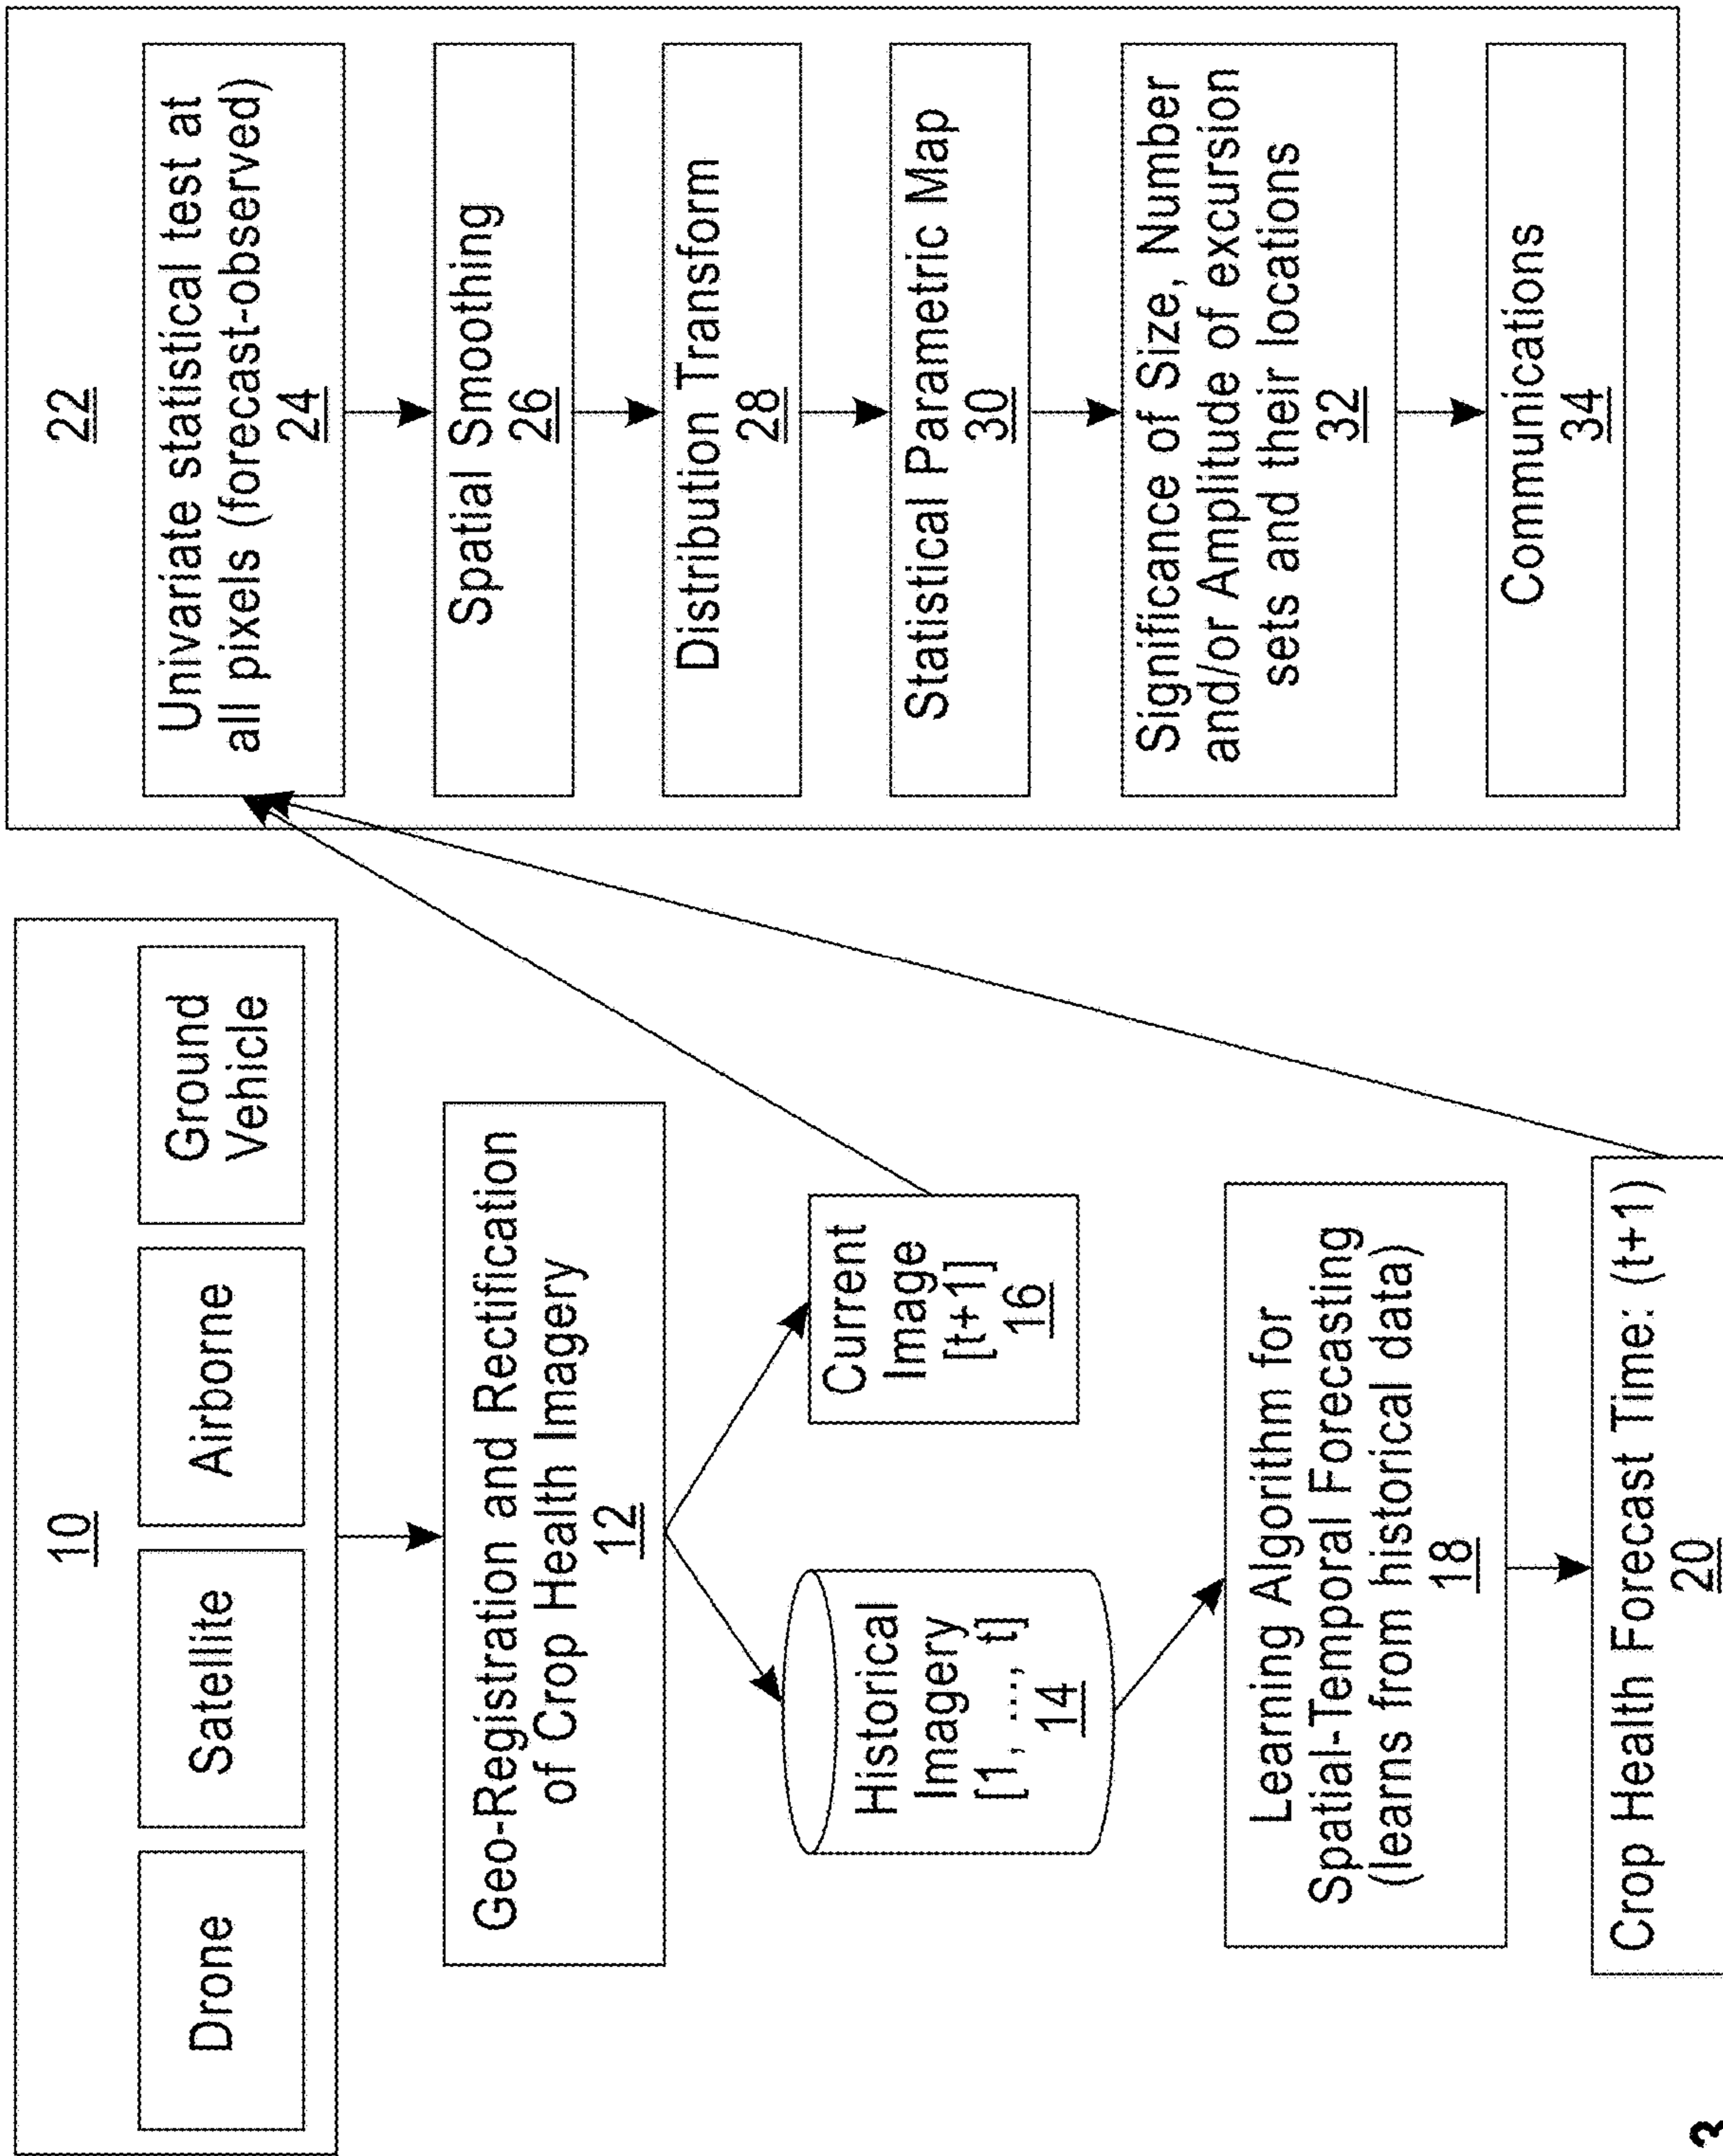 10
Drone
Satellite
Airborne
Ground
Vehicle
Geo-Registration and Rectification
of Crop Health Imagery
12
Historical
Imagery
[1, ..., t]
14
Current
Image
[t+1]
16
Learning Algorithm for
Spatial-Temporal Forecasting
(learns from historical data)
18
Crop Health Forecast Time: (t+1)
20
22
Univariate statistical test at
all pixels (forecast-observed)
24
Spatial Smoothing
26
Distribution Transform
28
Statistical Parametric Map
30
Significance of Size, Number
and/or Amplitude of excursion
sets and their locations
32
Communications
34
3